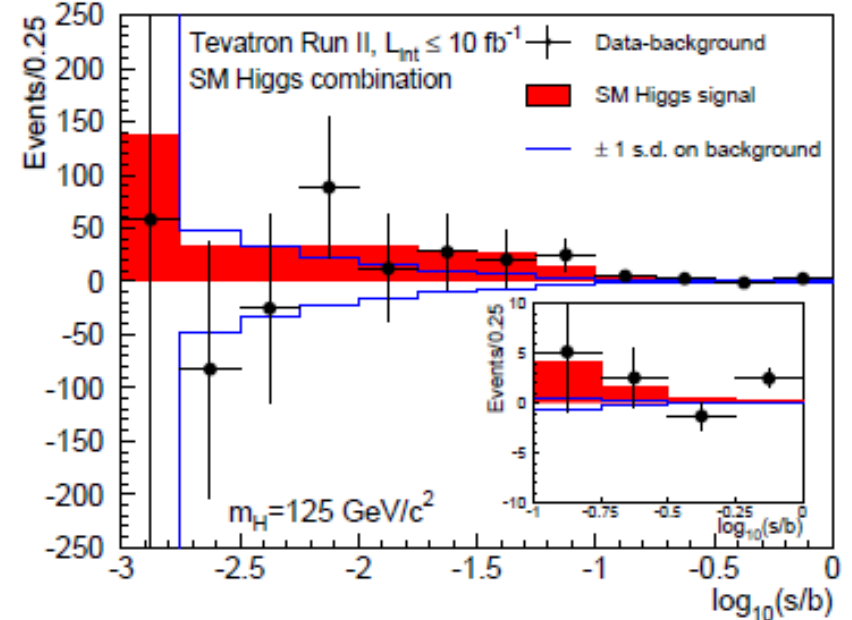 Tevatron Run II, L_int ≤ 10 fb⁻¹
SM Higgs combination
Data-background
SM Higgs signal
± 1 s.d. on background
Events/0.25
250
200
150
100
50
0
-50
-100
-150
-200
-250
m_H=125 GeV/c²
-3
-2.5
-2
-1.5
-1
-0.5
0
log₁₀(s/b)
Events/0.25
10
5
0
-5
-10
-1
-0.75
-0.5
-0.25
0
log₁₀(s/b)